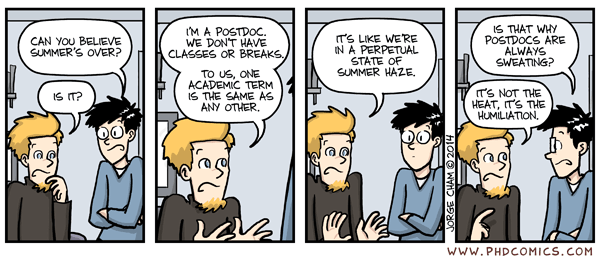 CAN YOU BELIEVE
SUMMER'S OVER?
IS IT?
I'M A POSTDOC.
WE DON'T HAVE
CLASSES OR BREAKS.
TO US, ONE
ACADEMIC TERM
IS THE SAME AS
ANY OTHER.
IT'S LIKE WE'RE
IN A PERPETUAL
STATE OF
SUMMER HAZE.
JORGE CHAM © 2014
IS THAT WHY
POSTDOCS ARE
ALWAYS
SWEATING?
IT'S NOT THE
HEAT, IT'S THE
HUMILIATION.
WWW.PHDCOMICS.COM